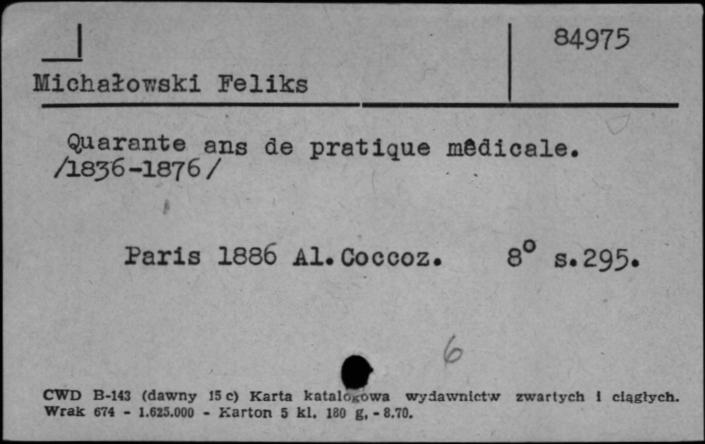 84975
Michałowski Feliks
Quarante ans de pratique mêdicale.
/1836-1876/
Paris 1886 Al.Coccoz. 8° s.295.
6
CWD B-143 (dawny 15 c) Karta katalogowa wydawnictw zwartych i ciągłych.
Wrak 674 - 1.625.000 - Karton 5 kl. 180 g. - 8.70.